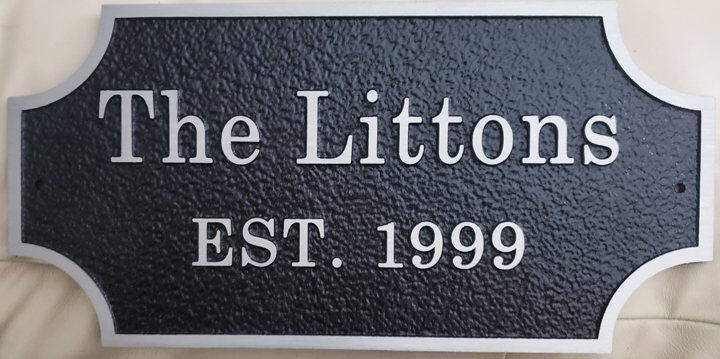 The Littons
EST. 1999